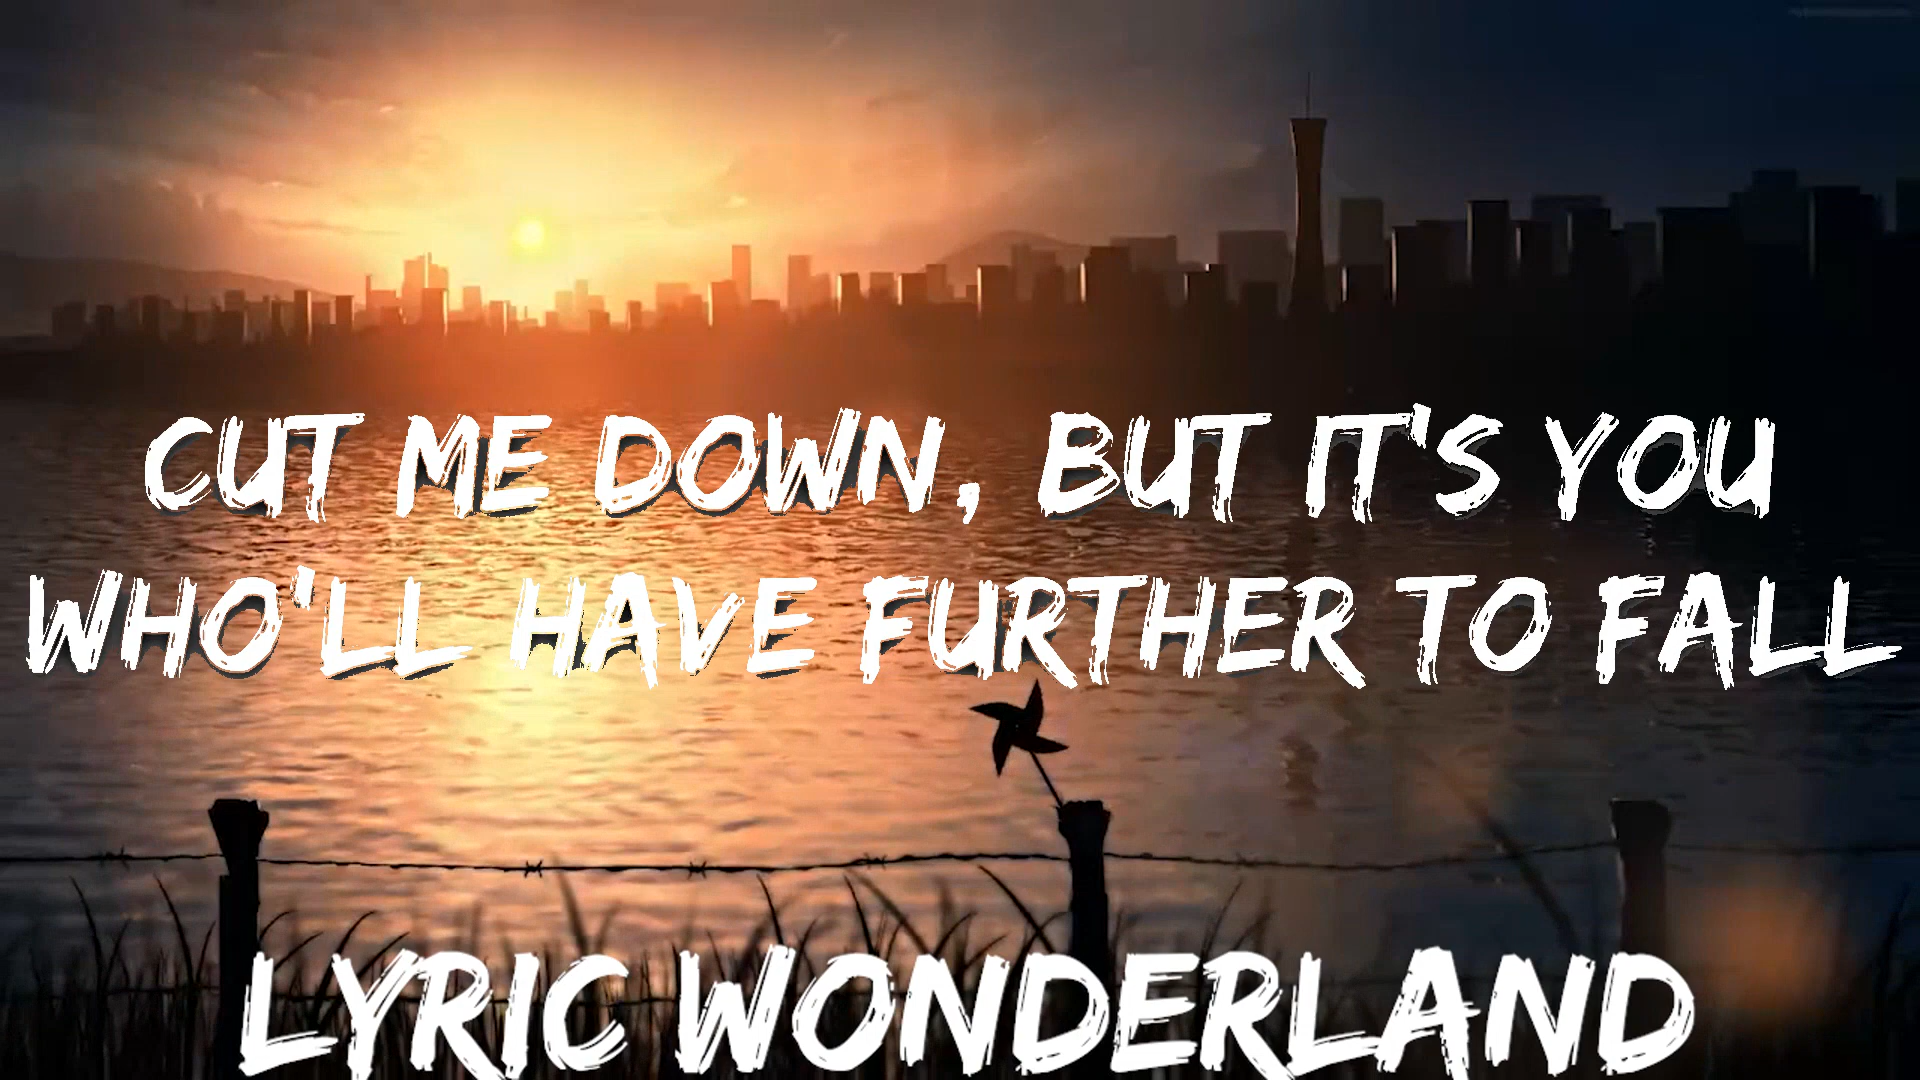 CUT ME DOWN, BUT IT'S YOU
WHO'LL HAVE FURTHER TO FALL
LYRIC WONDERLAND